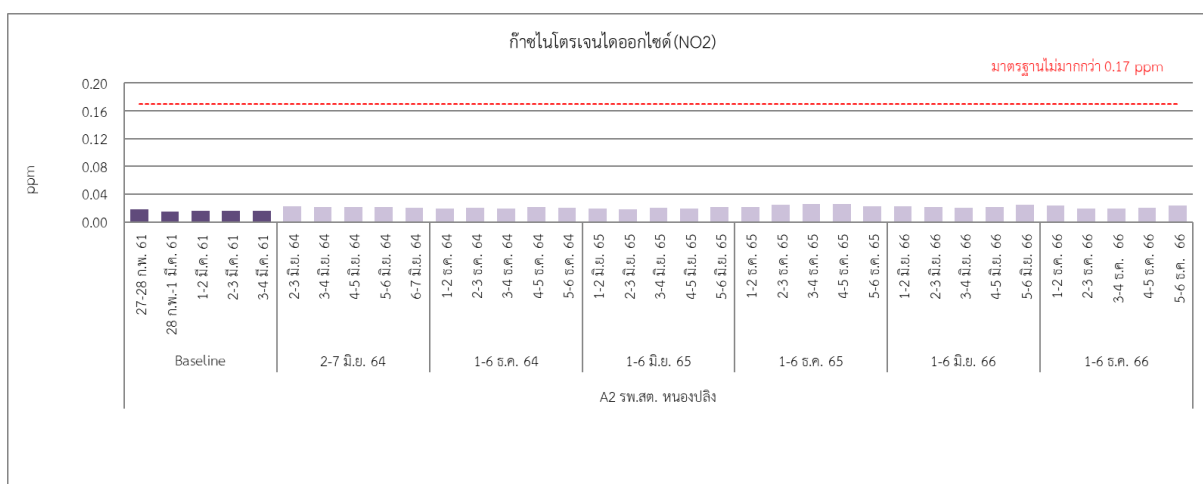 ก๊าซไนโตรเจนไดออกไซด์(NO2)
มาตรฐานไม่มากกว่า 0.17 ppm
ppm
0.20
0.16
0.12
0.08
0.04
0.00
27-28 ก.พ. 61
28 ก.พ.-1 มี.ค. 61
1-2 มี.ค. 61
2-3 มี.ค. 61
3-4 มี.ค. 61
2-3 มิ.ย. 64
3-4 มิ.ย. 64
4-5 มิ.ย. 64
5-6 มิ.ย. 64
6-7 มิ.ย. 64
1-2 ธ.ค. 64
2-3 ธ.ค. 64
3-4 ธ.ค. 64
4-5 ธ.ค. 64
5-6 ธ.ค. 64
1-2 มิ.ย. 65
2-3 มิ.ย. 65
3-4 มิ.ย. 65
4-5 มิ.ย. 65
5-6 มิ.ย. 65
1-2 ธ.ค. 65
2-3 ธ.ค. 65
3-4 ธ.ค. 65
4-5 ธ.ค. 65
5-6 ธ.ค. 65
1-2 มิ.ย. 66
2-3 มิ.ย. 66
3-4 มิ.ย. 66
4-5 มิ.ย. 66
5-6 มิ.ย. 66
1-2 ธ.ค. 66
2-3 ธ.ค. 66
3-4 ธ.ค. 66
4-5 ธ.ค. 66
5-6 ธ.ค. 66
Baseline
2-7 มิ.ย. 64
1-6 ธ.ค. 64
1-6 มิ.ย. 65
1-6 ธ.ค. 65
1-6 มิ.ย. 66
1-6 ธ.ค. 66
A2 รพ.สต. หนองปลิง